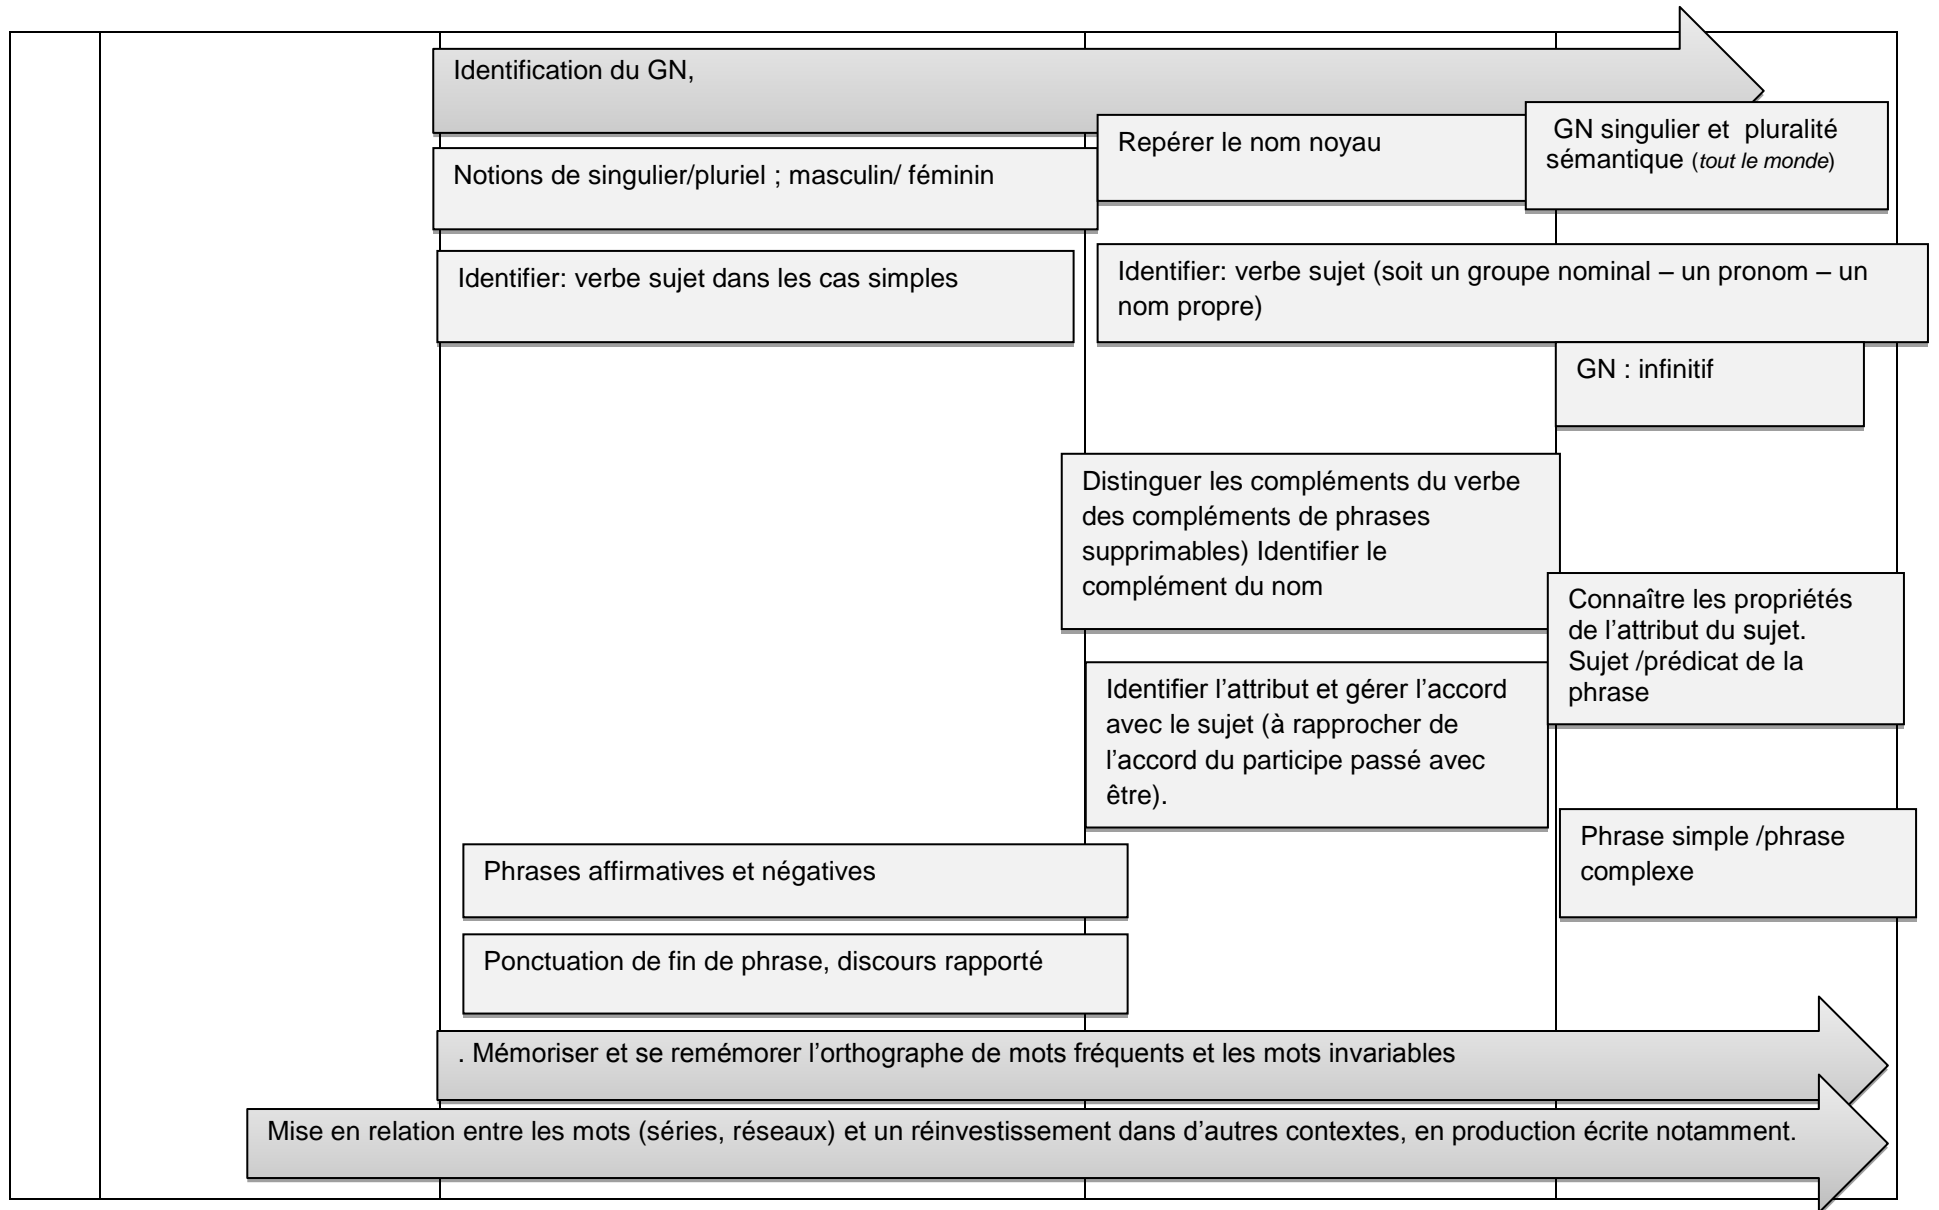 Identification du GN,
Repérer le nom noyau
GN singulier et pluralité
sémantique (tout le monde)
Notions de singulier/pluriel ; masculin/ féminin
Identifier: verbe sujet dans les cas simples
Identifier: verbe sujet (soit un groupe nominal – un pronom – un
nom propre)
GN : infinitif
Distinguer les compléments du verbe
des compléments de phrases
supprimables) Identifier le
complément du nom
Connaître les propriétés
de l’attribut du sujet.
Sujet /prédicat de la
phrase
Identifier l’attribut et gérer l’accord
avec le sujet (à rapprocher de
l’accord du participe passé avec
être).
Phrase simple /phrase
complexe
Phrases affirmatives et négatives
Ponctuation de fin de phrase, discours rapporté
. Mémoriser et se remémorer l’orthographe de mots fréquents et les mots invariables
Mise en relation entre les mots (séries, réseaux) et un réinvestissement dans d’autres contextes, en production écrite notamment.